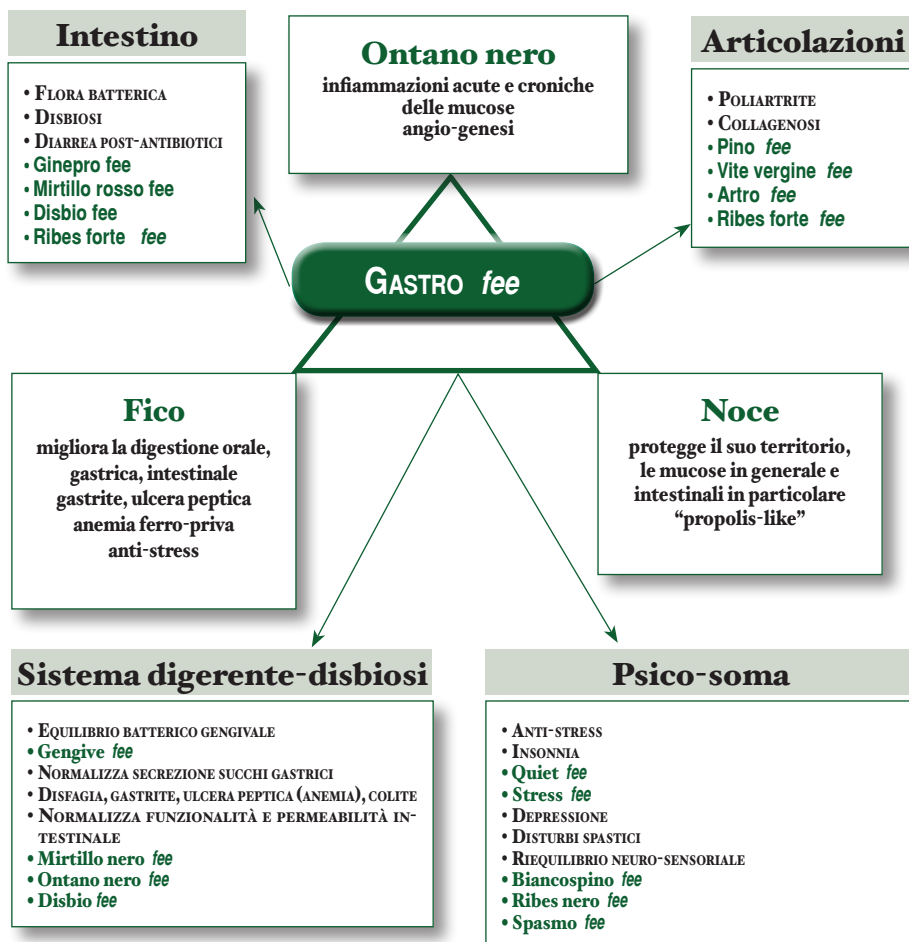 Intestino
• Flora batterica
• Disbiosi
• Diarrea post-antibiotici
• Ginepro fee
• Mirtillo rosso fee
• Disbio fee
• Ribes forte fee
Ontano nero
infiammazioni acute e croniche
delle mucose
angio-genesi
Articolazioni
• Poliartrite
• Collagenosi
• Pino fee
• Vite vergine fee
• Artro fee
• Ribes forte fee
Gastro fee
Fico
migliora la digestione orale,
gastrica, intestinale
gastrite, ulcera peptica
anemia ferro-priva
anti-stress
Noce
protegge il suo territorio,
le mucose in generale e
intestinali in particolare
“propolis-like”
Sistema digerente-disbiosi
• Equilibrio batterico gengivale
• Gengive fee
• Normalizza secrezione succhi gastrici
• Disfagia, gastrite, ulcera peptica (anemia), colite
• Normalizza funzionalità e permeabilità in-
testinale
• Mirtillo nero fee
• Ontano nero fee
• Disbio fee
Psico-soma
• Anti-stress
• Insonnia
• Quiet fee
• Stress fee
• Depressione
• Disturbi spastici
• Riequilibrio neuro-sensoriale
• Biancospino fee
• Ribes nero fee
• Spasmo fee